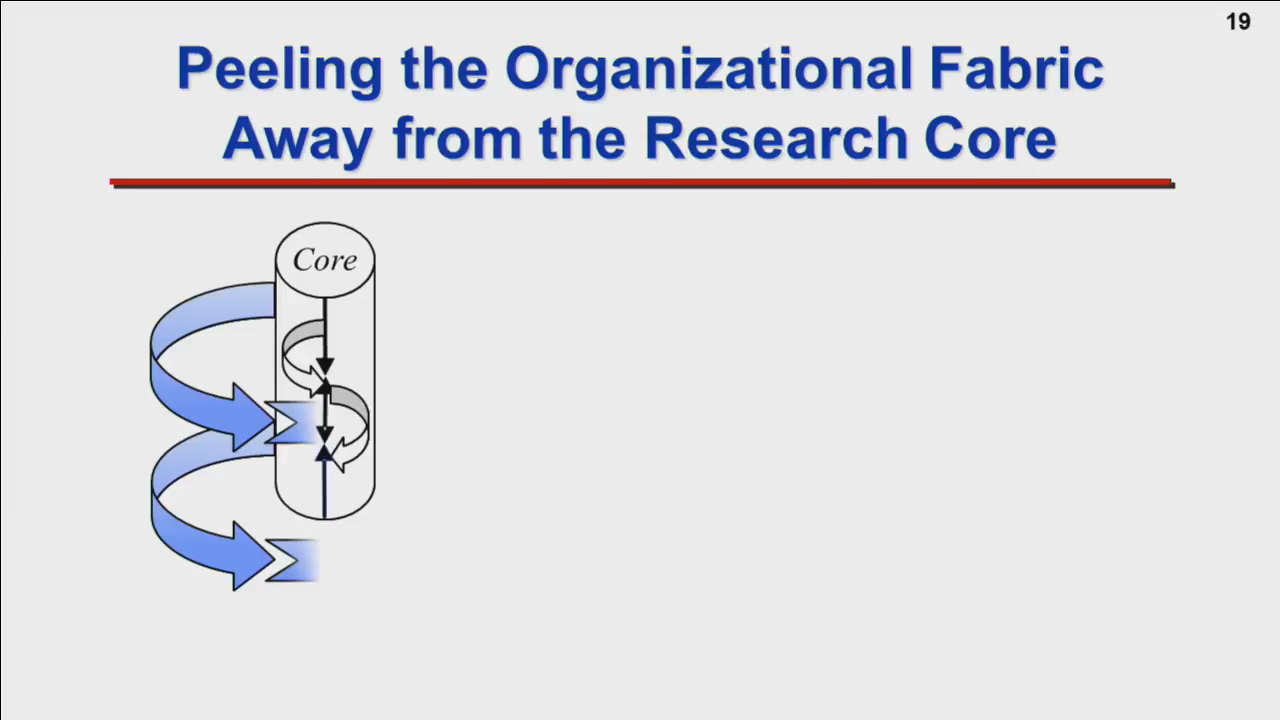 19
Peeling the Organizational Fabric
Away from the Research Core
Core